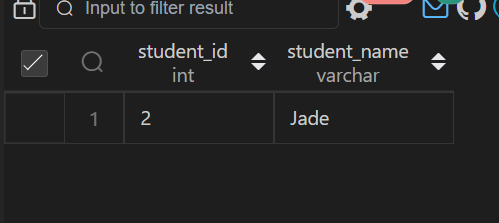 Input to filter result
student_id student_name
int varchar
1 2 Jade